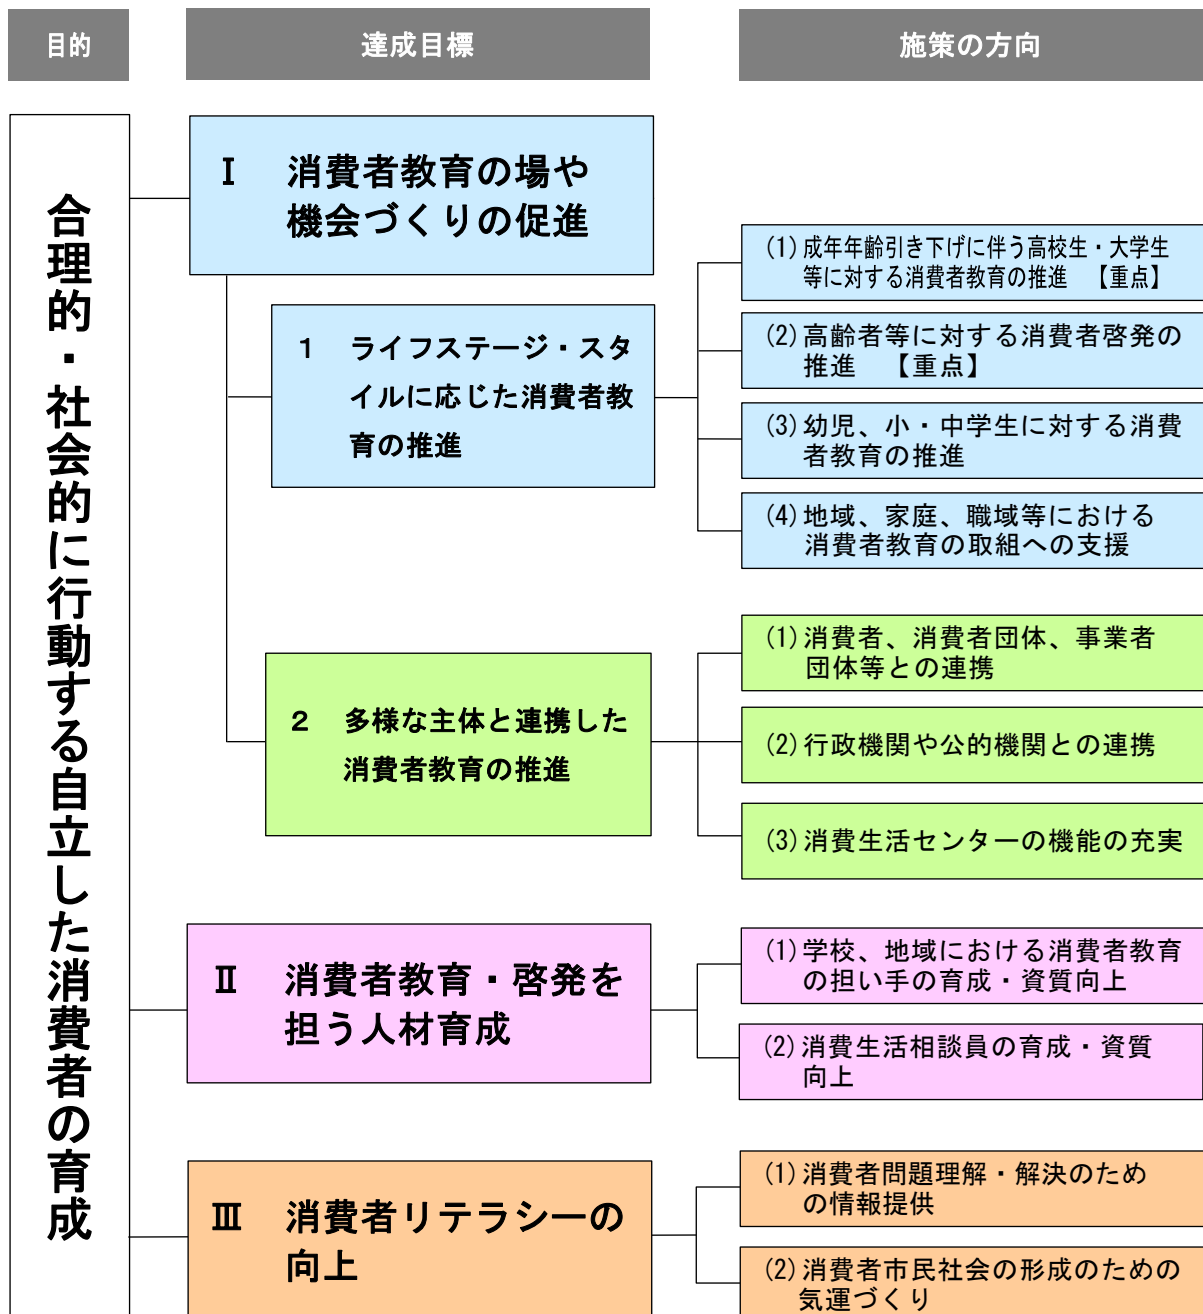 目的
達成目標
施策の方向
合理的・社会的に行動する自立した消費者の育成
Ⅰ 消費者教育の場や
機会づくりの促進
1 ライフステージ・スタ
イルに応じた消費者教
育の推進
(1)成年年齢引き下げに伴う高校生・大学生
等に対する消費者教育の推進 【重点】
(2)高齢者等に対する消費者啓発の
推進 【重点】
(3)幼児、小・中学生に対する消費
者教育の推進
(4)地域、家庭、職域等における
消費者教育の取組への支援
2 多様な主体と連携した
消費者教育の推進
(1)消費者、消費者団体、事業者
団体等との連携
(2)行政機関や公的機関との連携
(3)消費生活センターの機能の充実
Ⅱ 消費者教育・啓発を
担う人材育成
(1)学校、地域における消費者教育
の担い手の育成・資質向上
(2)消費生活相談員の育成・資質
向上
Ⅲ 消費者リテラシーの
向上
(1)消費者問題理解・解決のため
の情報提供
(2)消費者市民社会の形成のための
気運づくり